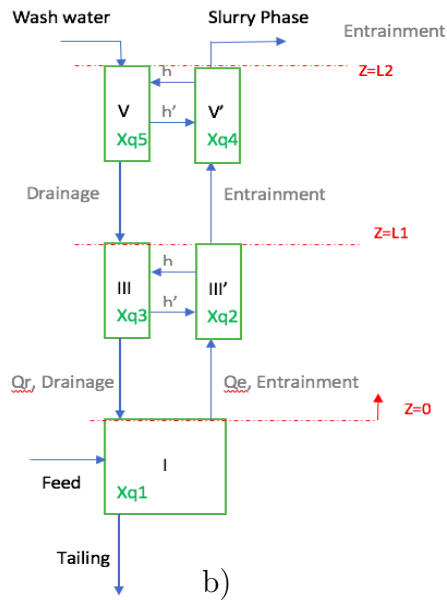 Wash water
Slurry Phase
Entrainment
Z=L2
h
V
V'
h'
Xq5
Xq4
Drainage
Entrainment
Z=L1
h
III
III'
h'
Xq3
Xq2
Qr, Drainage
Qe, Entrainment
Z=0
I
Feed
Xq1
Tailing
b)